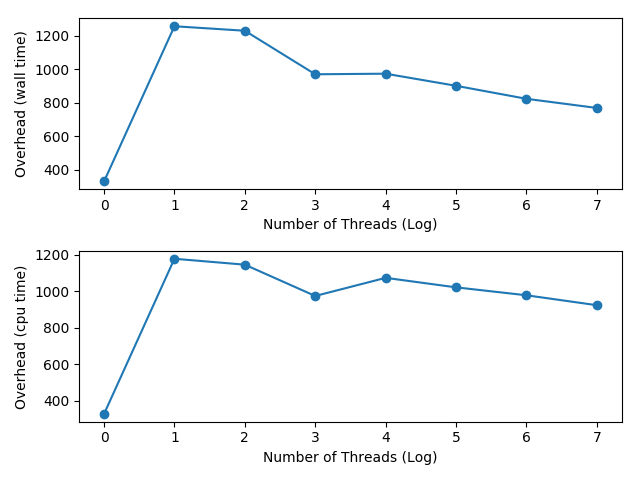 Overhead (wall time)
1200
1000
800
600
400
0 1 2 3 4 5 6 7
Number of Threads (Log)
Overhead (cpu time)
1200
1000
800
600
400
0 1 2 3 4 5 6 7
Number of Threads (Log)